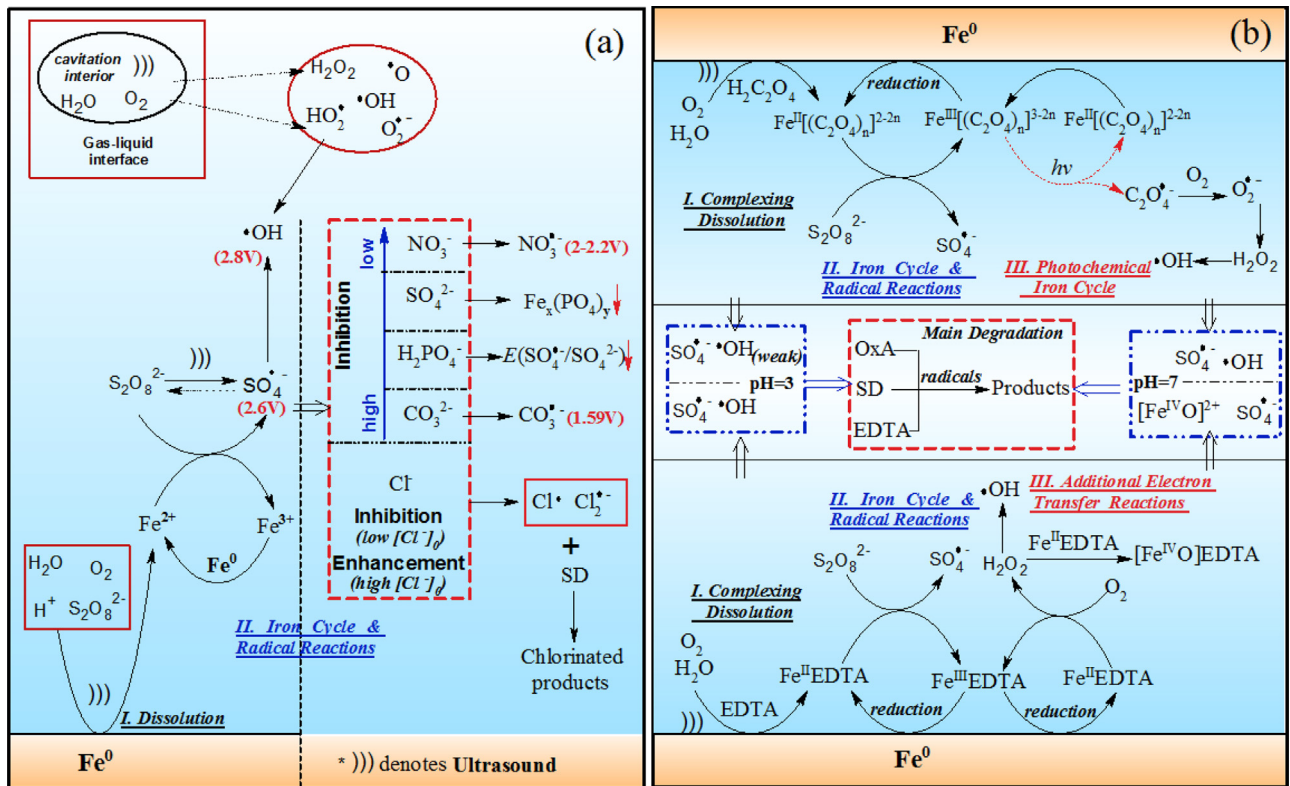 (a)
cavitation )))
interior
H₂O O₂
Gas-liquid
interface
H₂O₂ •O
•OH
HO₂•
O₂•⁻
•OH
(2.8V)
S₂O₈²⁻ ))) SO₄•⁻
(2.6V)
Fe²⁺ Fe³⁺
Fe⁰
H₂O O₂
H⁺ S₂O₈²⁻
)))
I. Dissolution
II. Iron Cycle &
Radical Reactions
Inhibition
low
high
NO₃⁻ NO₃•⁻ (2-2.2V)
SO₄²⁻ Feₓ(PO₄)y
H₂PO₄⁻ E(SO₄•⁻/SO₄²⁻)
CO₃²⁻ CO₃•⁻ (1.59V)
Cl⁻
Inhibition
(low [Cl⁻]₀)
Enhancement
(high [Cl⁻]₀)
Cl• Cl₂•⁻
+
SD
Chlorinated
products
Fe⁰
* ))) denotes Ultrasound
Fe⁰ (b)
)))
O₂
H₂O
H₂C₂O₄
reduction
Feᴵᴵ[(C₂O₄)ₙ]²⁻²ⁿ Feᴵᴵᴵ[(C₂O₄)ₙ]³⁻²ⁿ Feᴵᴵ[(C₂O₄)ₙ]²⁻²ⁿ
hv
C₂O₄•⁻ O₂ O₂•⁻
I. Complexing
Dissolution
S₂O₈²⁻ SO₄•⁻
•OH H₂O₂
II. Iron Cycle &
Radical Reactions
III. Photochemical
Iron Cycle
SO₄•⁻ •OH (weak)
pH=3
SO₄•⁻ •OH
Main Degradation
OxA
SD radicals Products
EDTA
SO₄•⁻ •OH
pH=7
[FeᴵⱽO]²⁺ SO₄•⁻
II. Iron Cycle &
Radical Reactions
III. Additional Electron
Transfer Reactions
•OH
S₂O₈²⁻ SO₄•⁻ H₂O₂ FeᴵᴵEDTA [FeᴵⱽO]EDTA
O₂
I. Complexing
Dissolution
O₂
H₂O
FeᴵᴵEDTA FeᴵᴵᴵEDTA FeᴵᴵEDTA
))) EDTA reduction reduction
Fe⁰